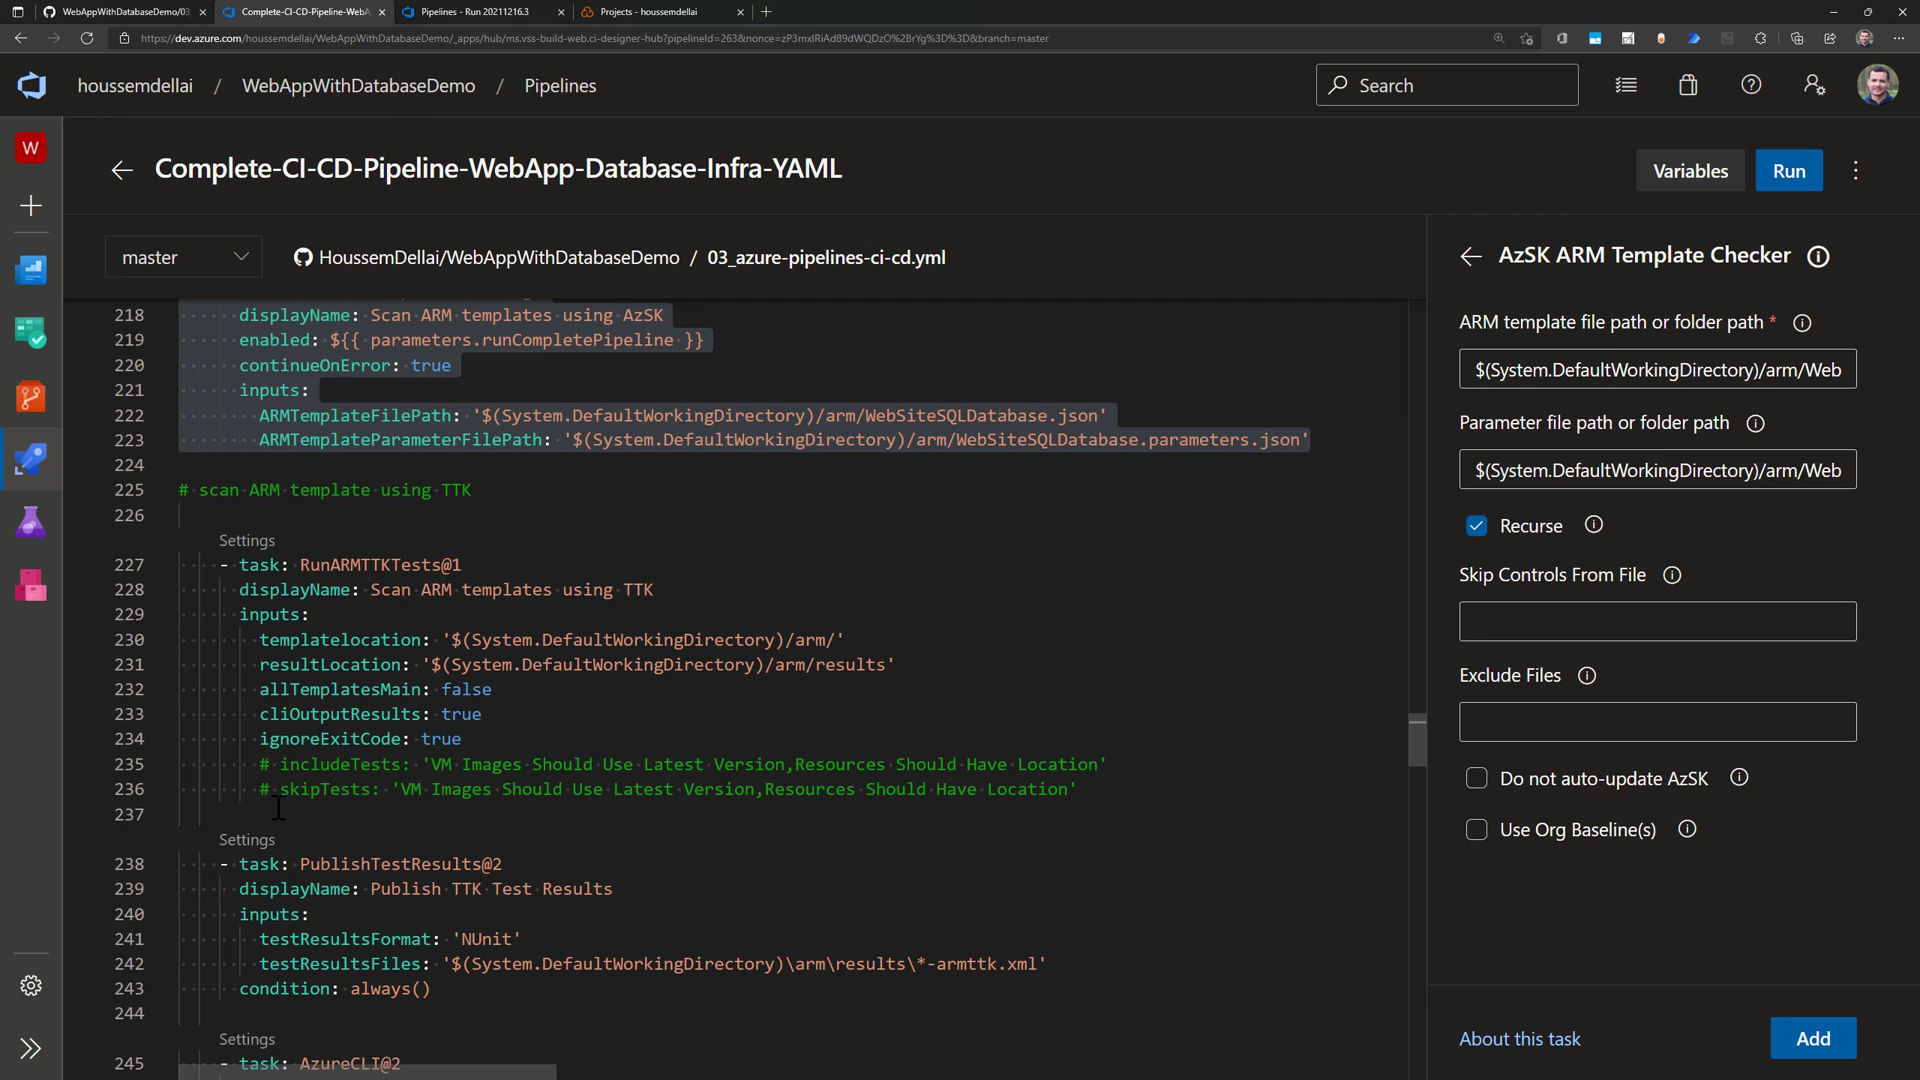 WebAppWithDatabaseDemo/03_
Complete-CI-CD-Pipeline-WebAp
Pipelines - Run 20211216.3
Projects - houssemdellai
https://dev.azure.com/houssemdellai/WebAppWithDatabaseDemo/_apps/hub/ms.vss-build-web.ci-designer-hub?pipelineId=263&nonce=zP3mxIRiAd89dWQDzO%2BrYg%3D%3D&branch=master
houssemdellai / WebAppWithDatabaseDemo / Pipelines
Search
W
Complete-CI-CD-Pipeline-WebApp-Database-Infra-YAML
Variables
Run
master
HoussemDellai/WebAppWithDatabaseDemo / 03_azure-pipelines-ci-cd.yml
218 displayName: Scan ARM templates using AzSK
219 enabled: ${{ parameters.runCompletePipeline }}
220 continueOnError: true
221 inputs:
222 ARMTemplateFilePath: '$(System.DefaultWorkingDirectory)/arm/WebSiteSQLDatabase.json'
223 ARMTemplateParameterFilePath: '$(System.DefaultWorkingDirectory)/arm/WebSiteSQLDatabase.parameters.json'
224
225 # scan ARM template using TTK
226
Settings
227 - task: RunARMTTKTests@1
228 displayName: Scan ARM templates using TTK
229 inputs:
230 templatelocation: '$(System.DefaultWorkingDirectory)/arm/'
231 resultLocation: '$(System.DefaultWorkingDirectory)/arm/results'
232 allTemplatesMain: false
233 cliOutputResults: true
234 ignoreExitCode: true
235 # includeTests: 'VM Images Should Use Latest Version,Resources Should Have Location'
236 # skipTests: 'VM Images Should Use Latest Version,Resources Should Have Location'
237
Settings
238 - task: PublishTestResults@2
239 displayName: Publish TTK Test Results
240 inputs:
241 testResultsFormat: 'NUnit'
242 testResultsFiles: '$(System.DefaultWorkingDirectory)\arm\results\*-armttk.xml'
243 condition: always()
244
Settings
245 - task: AzureCLI@2
AzSK ARM Template Checker
ARM template file path or folder path *
$(System.DefaultWorkingDirectory)/arm/Web
Parameter file path or folder path
$(System.DefaultWorkingDirectory)/arm/Web
Recurse
Skip Controls From File
Exclude Files
Do not auto-update AzSK
Use Org Baseline(s)
About this task
Add